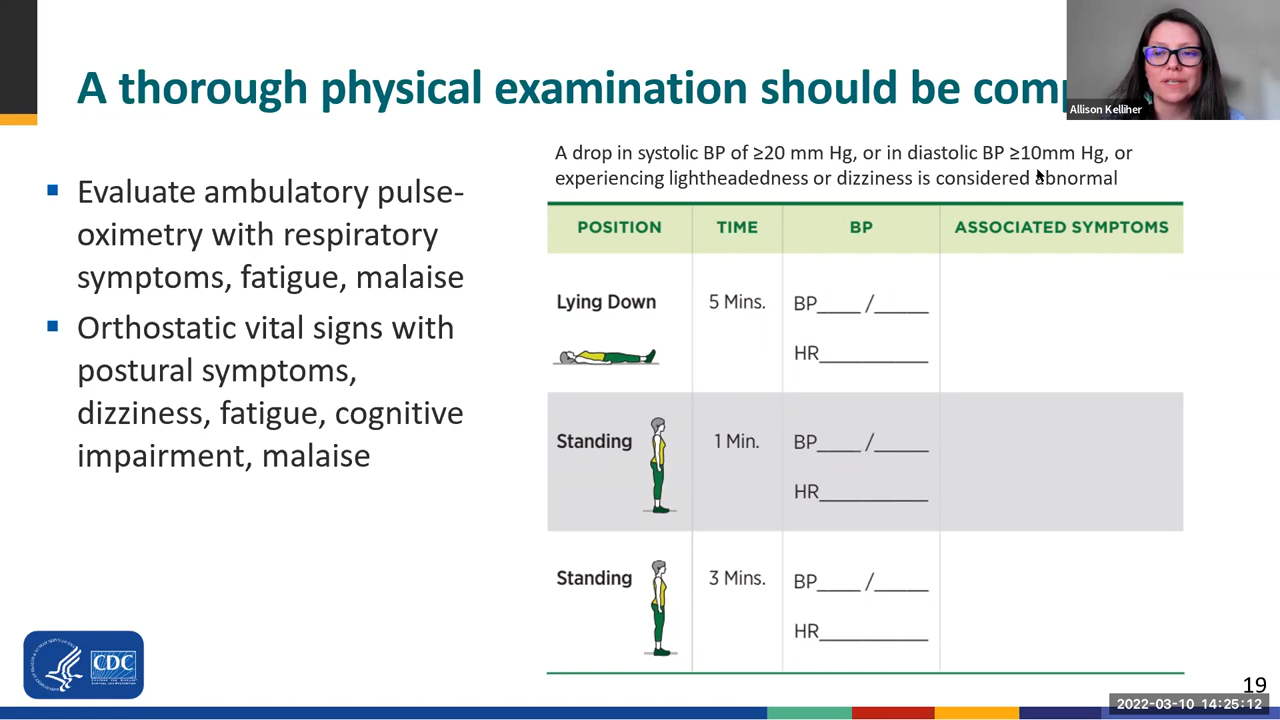 A thorough physical examination should be comp
Allison Kelliher
A drop in systolic BP of ≥20 mm Hg, or in diastolic BP ≥10mm Hg, or
experiencing lightheadedness or dizziness is considered abnormal
▪ Evaluate ambulatory pulse-
oximetry with respiratory
symptoms, fatigue, malaise
▪ Orthostatic vital signs with
postural symptoms,
dizziness, fatigue, cognitive
impairment, malaise
POSITION TIME BP ASSOCIATED SYMPTOMS
Lying Down 5 Mins. BP____ /_____
HR__________
Standing 1 Min. BP____ /_____
HR__________
Standing 3 Mins. BP____ /_____
HR__________
CDC
19
2022-03-10 14:25:12